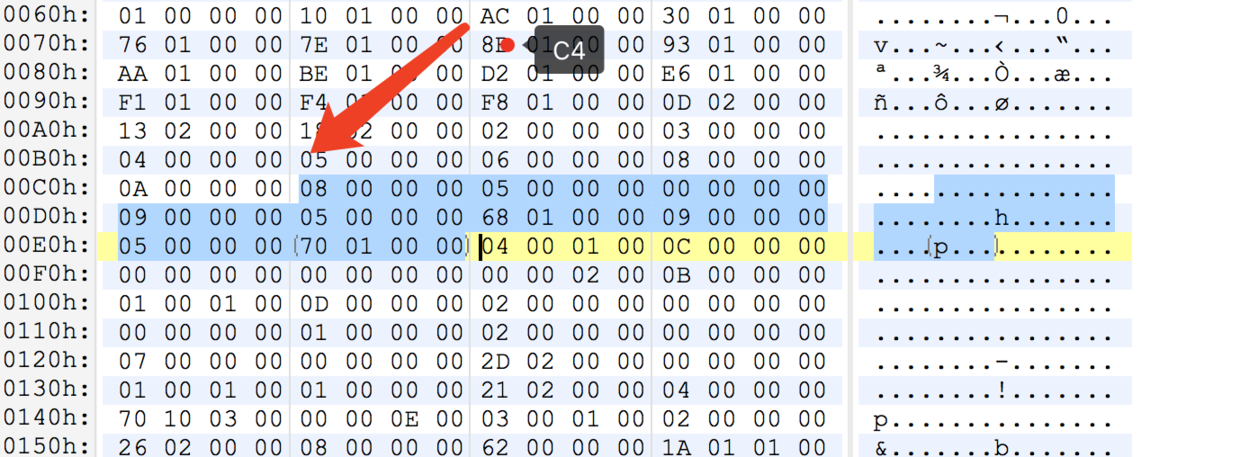 0060h: 01 00 00 00 10 01 00 00 AC 01 00 00 30 01 00 00 ........¬...0...
0070h: 76 01 00 00 7E 01 00 00 01 00 00 93 01 00 00 v...~...‹...“...
C4
0080h: AA 01 00 00 BE 01 00 00 D2 01 00 00 E6 01 00 00 ª...¾...Ò...æ...
0090h: F1 01 00 00 F4 00 00 F8 01 00 00 0D 02 00 00 ñ...ô...ø.......
00A0h: 13 02 00 00 02 00 00 02 00 00 00 03 00 00 00 ................
00B0h: 04 00 00 00 05 00 00 00 06 00 00 00 08 00 00 00 ................
00C0h: 0A 00 00 00 08 00 00 00 05 00 00 00 00 00 00 00 ................
00D0h: 09 00 00 00 05 00 00 00 68 01 00 00 09 00 00 00 ........h.......
00E0h: 05 00 00 00 (70 01 00 00) 04 00 01 00 0C 00 00 00 ....(p...)........
00F0h: 00 00 00 00 00 00 00 00 00 00 02 00 0B 00 00 00 ................
0100h: 01 00 01 00 0D 00 00 00 02 00 00 00 00 00 00 00 ................
0110h: 00 00 00 00 01 00 00 00 02 00 00 00 00 00 00 00 ................
0120h: 07 00 00 00 00 00 00 00 2D 02 00 00 00 00 00 00 ........-.......
0130h: 01 00 01 00 01 00 00 00 21 02 00 00 04 00 00 00 ........!.......
0140h: 70 10 03 00 00 00 0E 00 03 00 01 00 02 00 00 00 p...............
0150h: 26 02 00 00 08 00 00 00 62 00 00 00 1A 01 01 00 &.......b.......